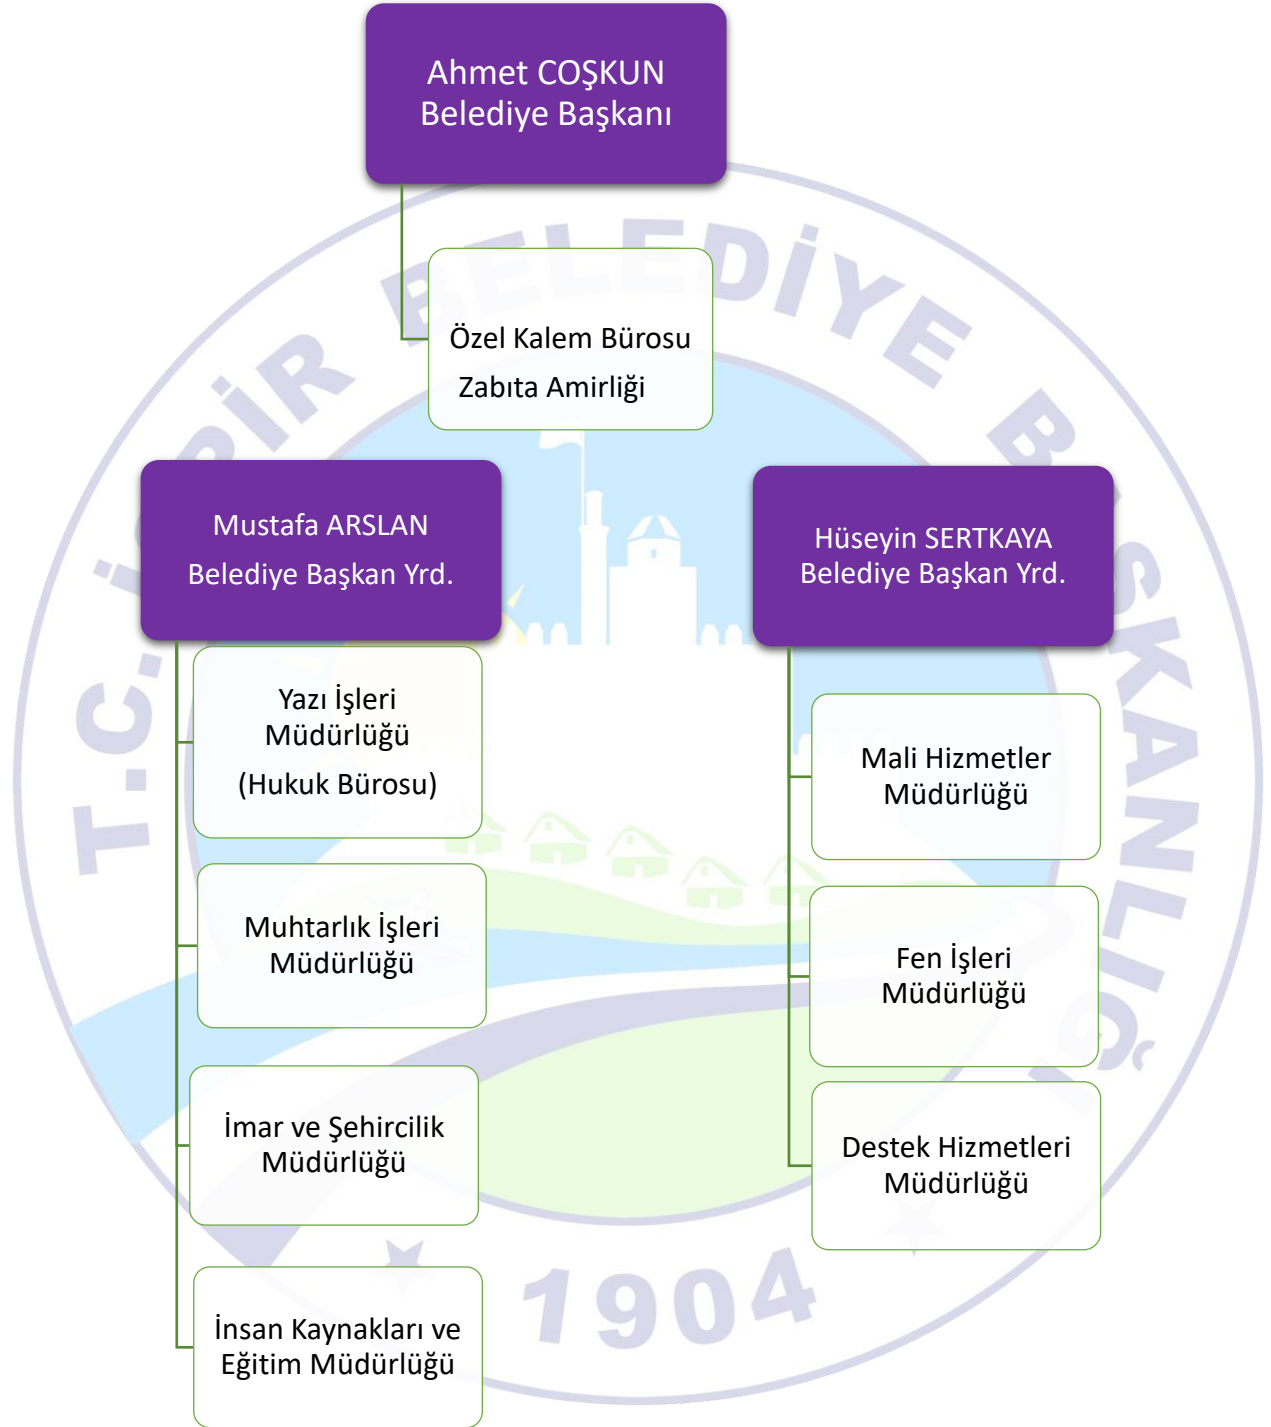 Ahmet COŞKUN
Belediye Başkanı
Özel Kalem Bürosu
Zabıta Amirliği
Mustafa ARSLAN
Belediye Başkan Yrd.
Yazı İşleri
Müdürlüğü
(Hukuk Bürosu)
Muhtarlık İşleri
Müdürlüğü
İmar ve Şehircilik
Müdürlüğü
İnsan Kaynakları ve
Eğitim Müdürlüğü
Hüseyin SERTKAYA
Belediye Başkan Yrd.
Mali Hizmetler
Müdürlüğü
Fen İşleri
Müdürlüğü
Destek Hizmetleri
Müdürlüğü
T.C. İSPİR BELEDİYE BAŞKANLIĞI
1904